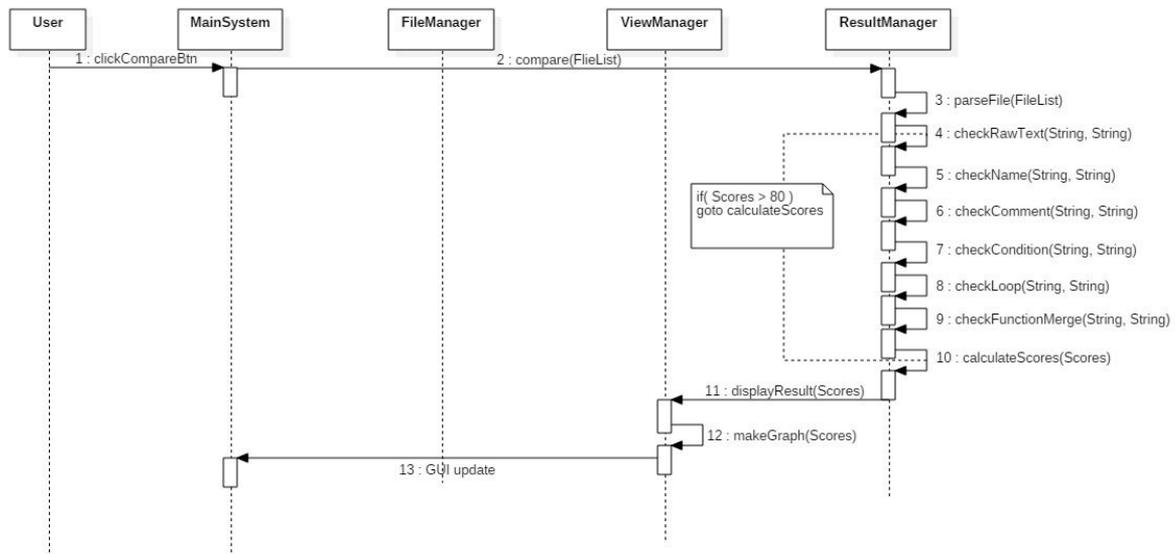 User
MainSystem
FileManager
ViewManager
ResultManager
1 : clickCompareBtn
2 : compare(FlieList)
3 : parseFile(FileList)
4 : checkRawText(String, String)
5 : checkName(String, String)
if( Scores > 80 )
goto calculateScores
6 : checkComment(String, String)
7 : checkCondition(String, String)
8 : checkLoop(String, String)
9 : checkFunctionMerge(String, String)
10 : calculateScores(Scores)
11 : displayResult(Scores)
12 : makeGraph(Scores)
13 : GUI update